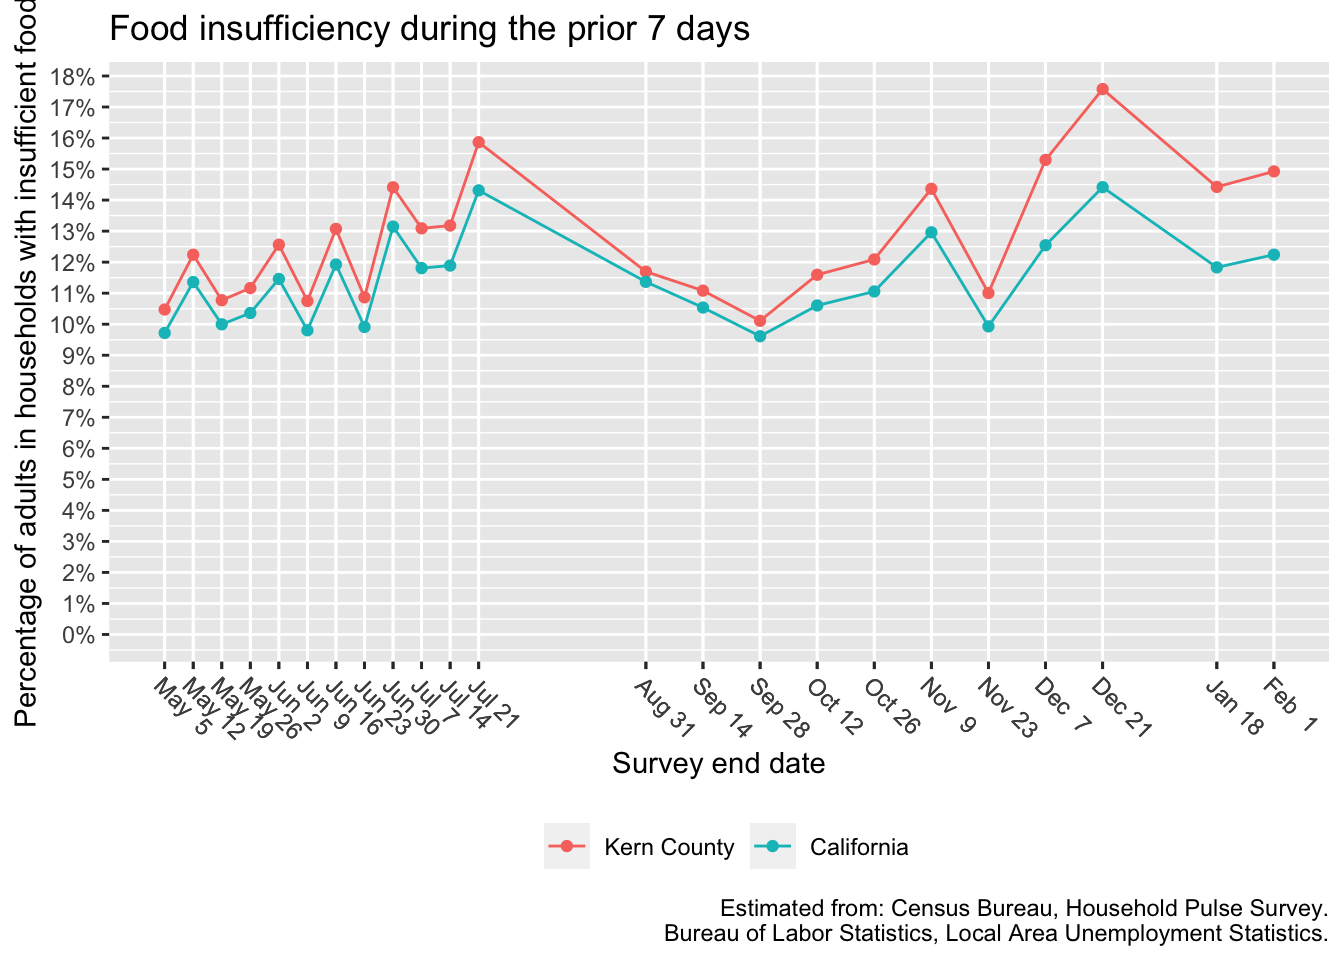 Food insufficiency during the prior 7 days
Percentage of adults in households with insufficient food
18%
17%
16%
15%
14%
13%
12%
11%
10%
9%
8%
7%
6%
5%
4%
3%
2%
1%
0%
May 5
May 12
May 19
May 26
Jun 2
Jun 9
Jun 16
Jun 23
Jun 30
Jul 7
Jul 14
Jul 21
Aug 31
Sep 14
Sep 28
Oct 12
Oct 26
Nov 9
Nov 23
Dec 7
Dec 21
Jan 18
Feb 1
Survey end date
Kern County
California
Estimated from: Census Bureau, Household Pulse Survey.
Bureau of Labor Statistics, Local Area Unemployment Statistics.